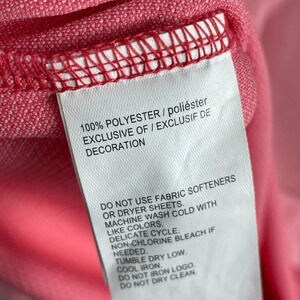 100% POLYESTER / poliéster
EXCLUSIVE OF / EXCLUSIF DE
DECORATION
DO NOT USE FABRIC SOFTENERS
OR DRYER SHEETS.
MACHINE WASH COLD WITH
LIKE COLORS.
DELICATE CYCLE.
NON-CHLORINE BLEACH IF
NEEDED.
TUMBLE DRY LOW.
COOL IRON.
DO NOT IRON LOGO.
DO NOT DRY CLEAN.